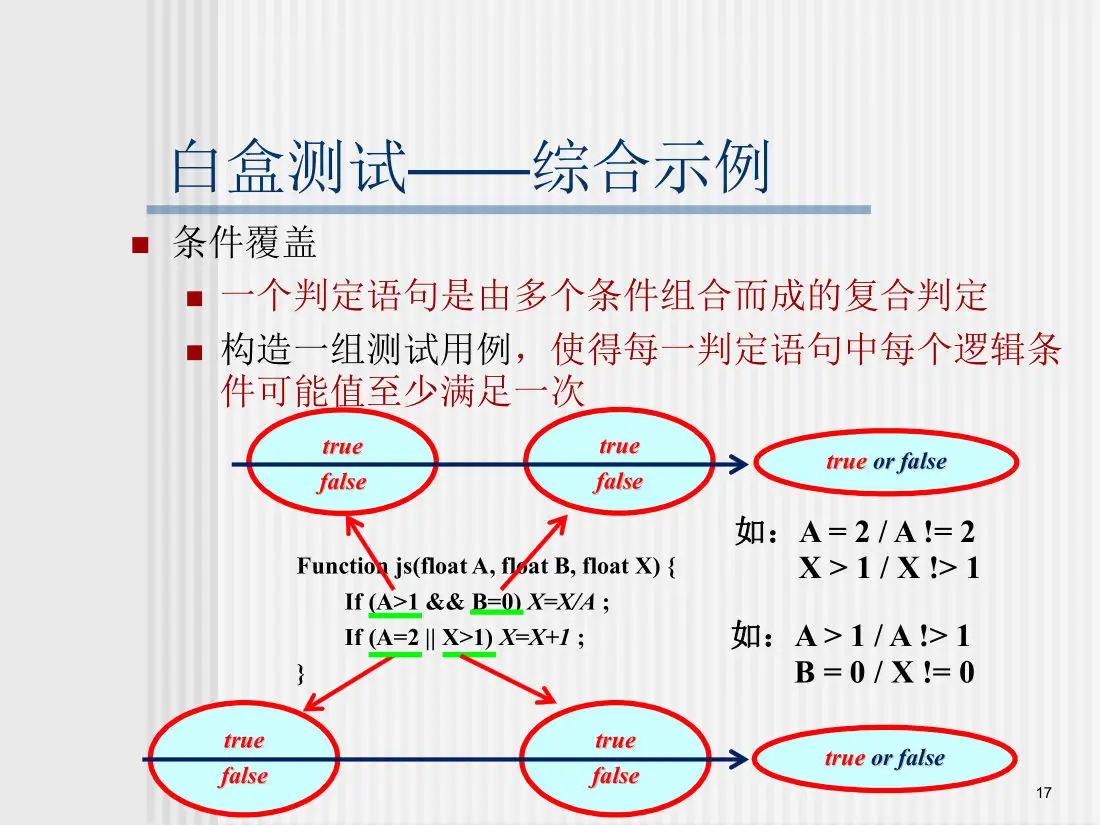 白盒测试——综合示例
条件覆盖
一个判定语句是由多个条件组合而成的复合判定
构造一组测试用例，使得每一判定语句中每个逻辑条
件可能值至少满足一次
true
false
true
false
true or false
如：A = 2 / A != 2
X > 1 / X !> 1
Function js(float A, float B, float X) {
If (A>1 && B=0) X=X/A ;
If (A=2 || X>1) X=X+1 ;
}
如：A > 1 / A !> 1
B = 0 / X != 0
true
false
true
false
true or false
17